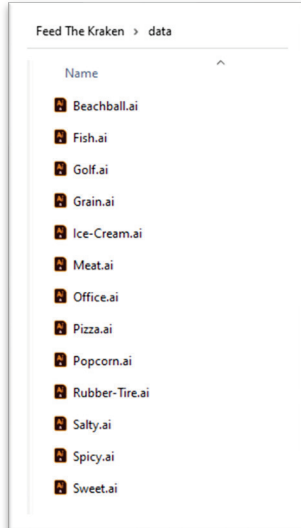 Feed The Kraken > data
Name
Beachball.ai
Fish.ai
Golf.ai
Grain.ai
Ice-Cream.ai
Meat.ai
Office.ai
Pizza.ai
Popcorn.ai
Rubber-Tire.ai
Salty.ai
Spicy.ai
Sweet.ai